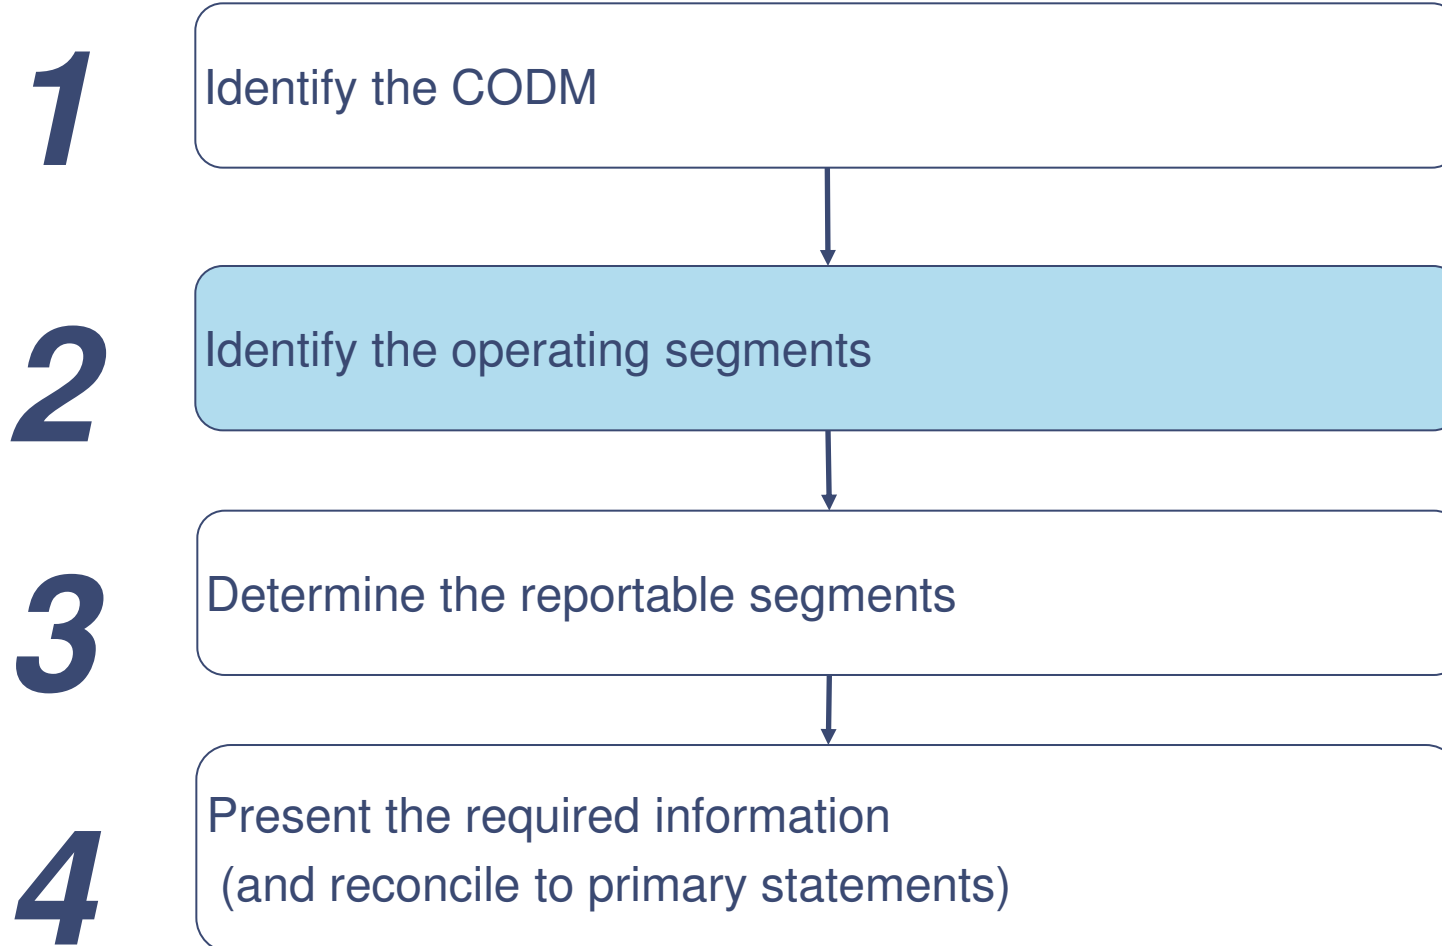 1
Identify the CODM
2
Identify the operating segments
3
Determine the reportable segments
4
Present the required information
(and reconcile to primary statements)